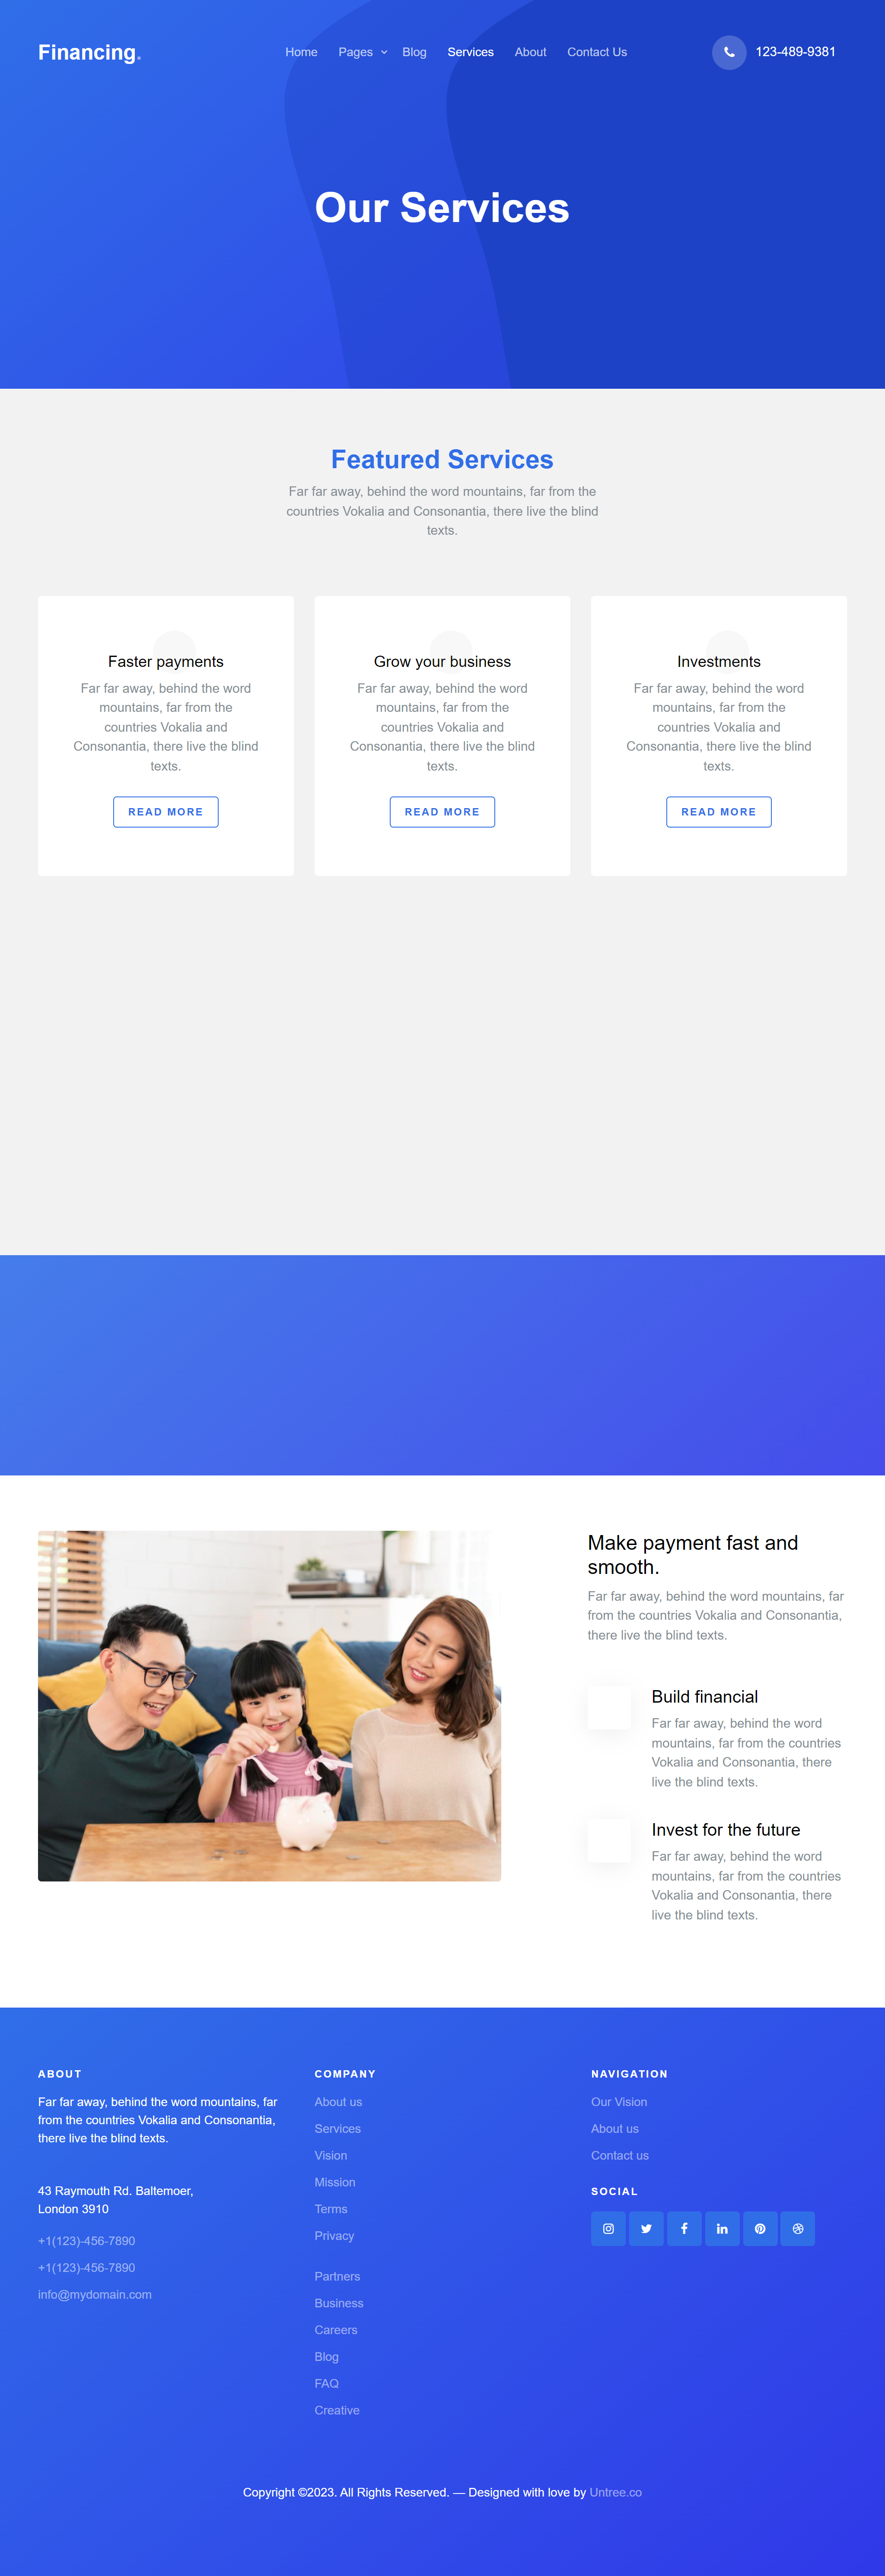 Financing.
Home Pages Blog Services About Contact Us
123-489-9381
Our Services
Featured Services
Far far away, behind the word mountains, far from the
countries Vokalia and Consonantia, there live the blind
texts.
Faster payments
Far far away, behind the word
mountains, far from the
countries Vokalia and
Consonantia, there live the blind
texts.
READ MORE
Grow your business
Far far away, behind the word
mountains, far from the
countries Vokalia and
Consonantia, there live the blind
texts.
READ MORE
Investments
Far far away, behind the word
mountains, far from the
countries Vokalia and
Consonantia, there live the blind
texts.
READ MORE
Make payment fast and
smooth.
Far far away, behind the word mountains, far
from the countries Vokalia and Consonantia,
there live the blind texts.
Build financial
Far far away, behind the word
mountains, far from the countries
Vokalia and Consonantia, there
live the blind texts.
Invest for the future
Far far away, behind the word
mountains, far from the countries
Vokalia and Consonantia, there
live the blind texts.
ABOUT
Far far away, behind the word mountains, far
from the countries Vokalia and Consonantia,
there live the blind texts.
43 Raymouth Rd. Baltemoer,
London 3910
+1(123)-456-7890
+1(123)-456-7890
info@mydomain.com
COMPANY
About us
Services
Vision
Mission
Terms
Privacy
Partners
Business
Careers
Blog
FAQ
Creative
NAVIGATION
Our Vision
About us
Contact us
SOCIAL
Copyright ©2023. All Rights Reserved. — Designed with love by Untree.co